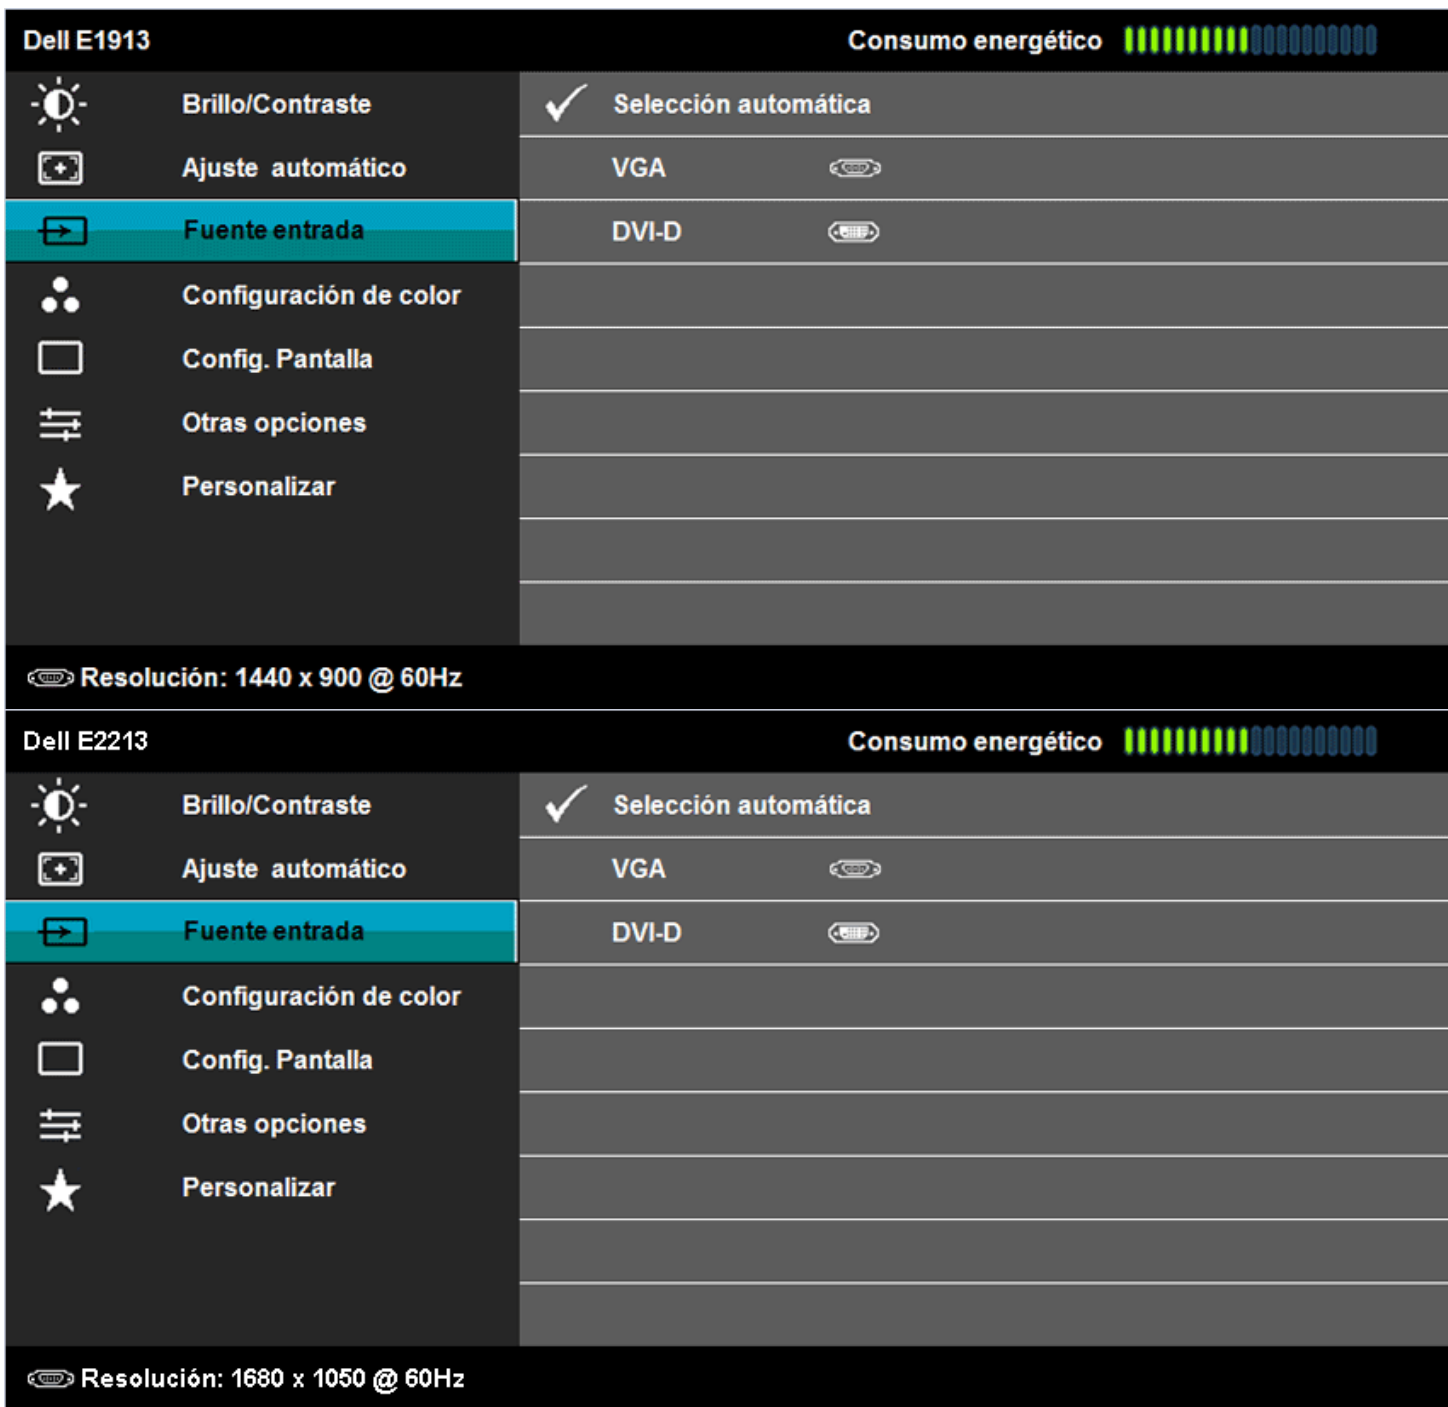 Dell E1913 Consumo energético
Brillo/Contraste Selección automática
Ajuste automático VGA
Fuente entrada DVI-D
Configuración de color
Config. Pantalla
Otras opciones
Personalizar
Resolución: 1440 x 900 @ 60Hz
Dell E2213 Consumo energético
Brillo/Contraste Selección automática
Ajuste automático VGA
Fuente entrada DVI-D
Configuración de color
Config. Pantalla
Otras opciones
Personalizar
Resolución: 1680 x 1050 @ 60Hz